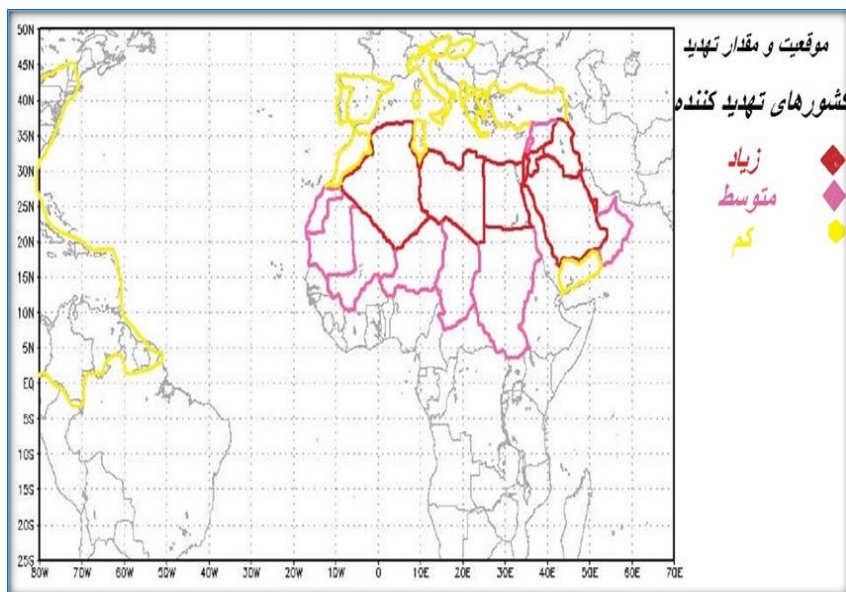 موقعیت و مقدار تهدید
کشورهای تهدید کننده
زیاد
متوسط
کم
50N
45N
40N
35N
30N
25N
20N
15N
10N
5N
EQ
5S
10S
15S
20S
25S
80W 70W 60W 50W 40W 30W 20W 10W 0 10E 20E 30E 40E 50E 60E 70E